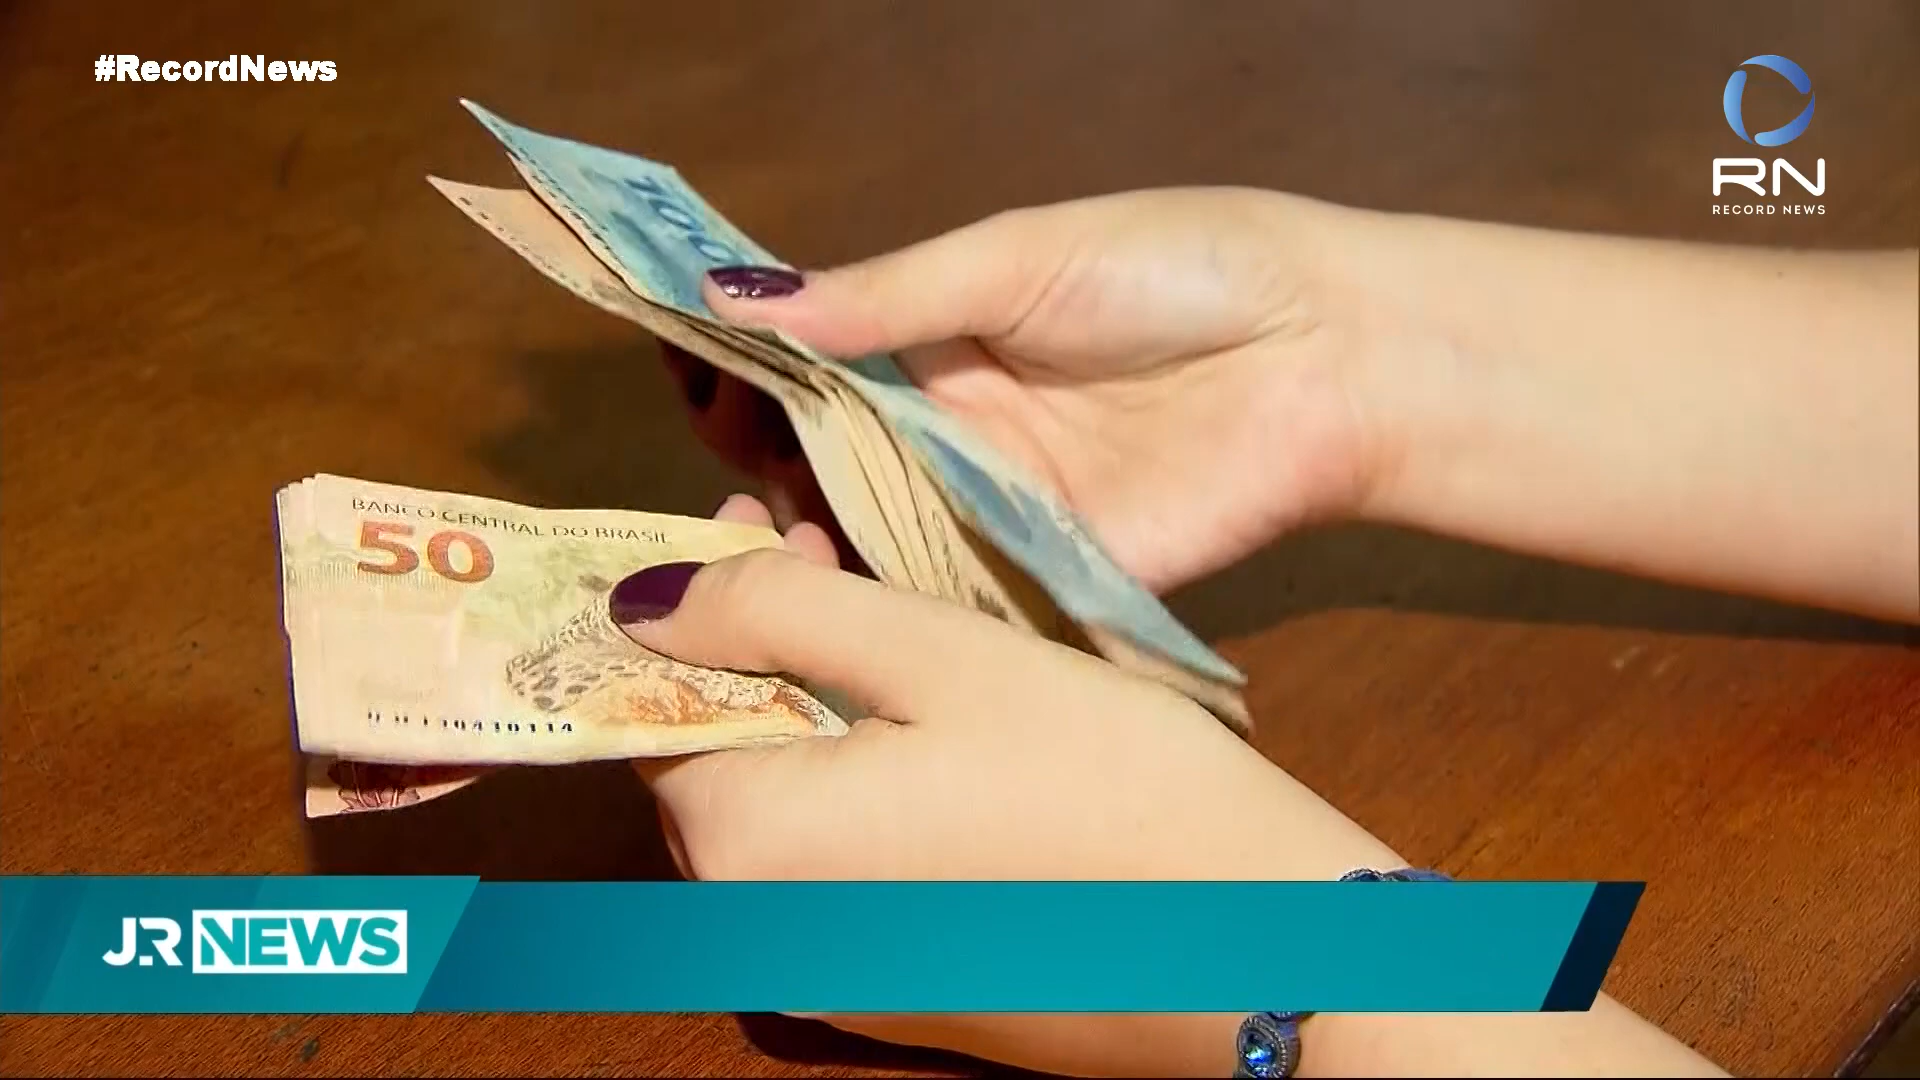 #RecordNews
RN
RECORD NEWS
100
BANCO CENTRAL DO BRASIL
50
JR NEWS